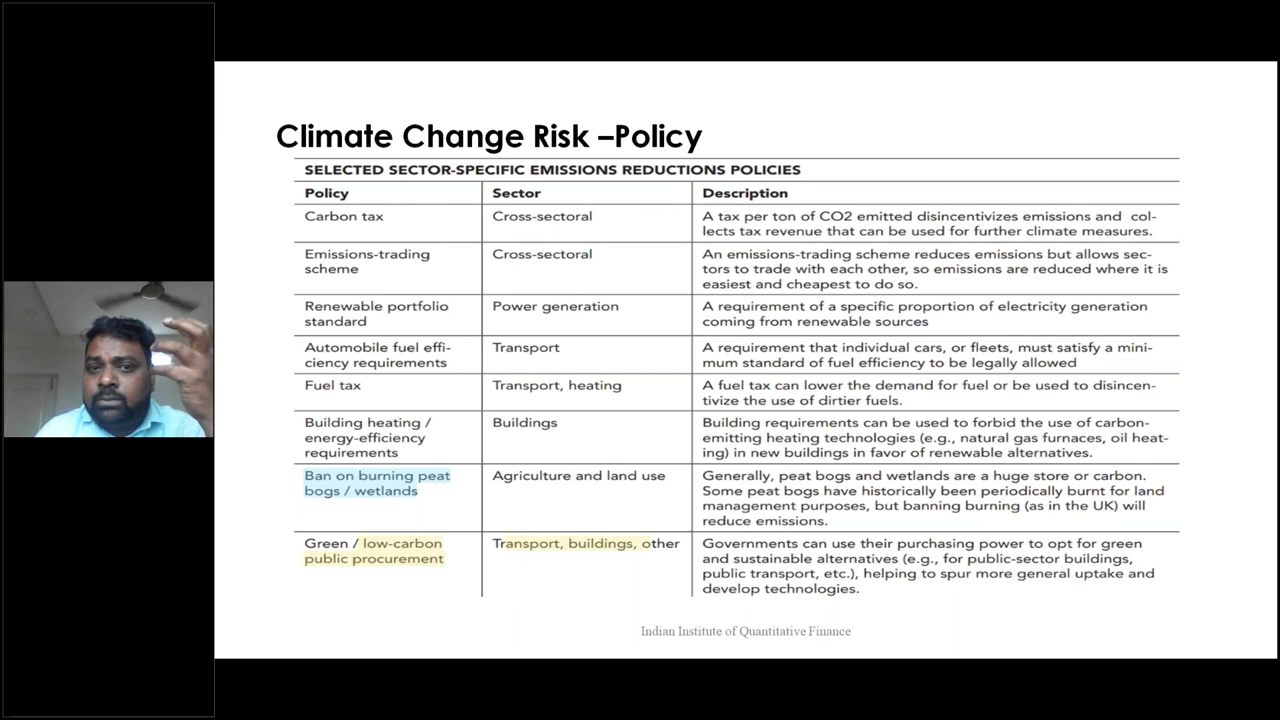 Climate Change Risk –Policy
SELECTED SECTOR-SPECIFIC EMISSIONS REDUCTIONS POLICIES
Policy Sector Description
Carbon tax Cross-sectoral A tax per ton of CO2 emitted disincentivizes emissions and col-
lects tax revenue that can be used for further climate measures.
Emissions-trading Cross-sectoral An emissions-trading scheme reduces emissions but allows sec-
scheme tors to trade with each other, so emissions are reduced where it is
easiest and cheapest to do so.
Renewable portfolio Power generation A requirement of a specific proportion of electricity generation
standard coming from renewable sources
Automobile fuel effi- Transport A requirement that individual cars, or fleets, must satisfy a mini-
ciency requirements mum standard of fuel efficiency to be legally allowed
Fuel tax Transport, heating A fuel tax can lower the demand for fuel or be used to disincen-
tivize the use of dirtier fuels.
Building heating / Buildings Building requirements can be used to forbid the use of carbon-
energy-efficiency emitting heating technologies (e.g., natural gas furnaces, oil heat-
requirements ing) in new buildings in favor of renewable alternatives.
Ban on burning peat Agriculture and land use Generally, peat bogs and wetlands are a huge store or carbon.
bogs / wetlands Some peat bogs have historically been periodically burnt for land
management purposes, but banning burning (as in the UK) will
reduce emissions.
Green / low-carbon Transport, buildings, other Governments can use their purchasing power to opt for green
public procurement and sustainable alternatives (e.g., for public-sector buildings,
public transport, etc.), helping to spur more general uptake and
develop technologies.
Indian Institute of Quantitative Finance